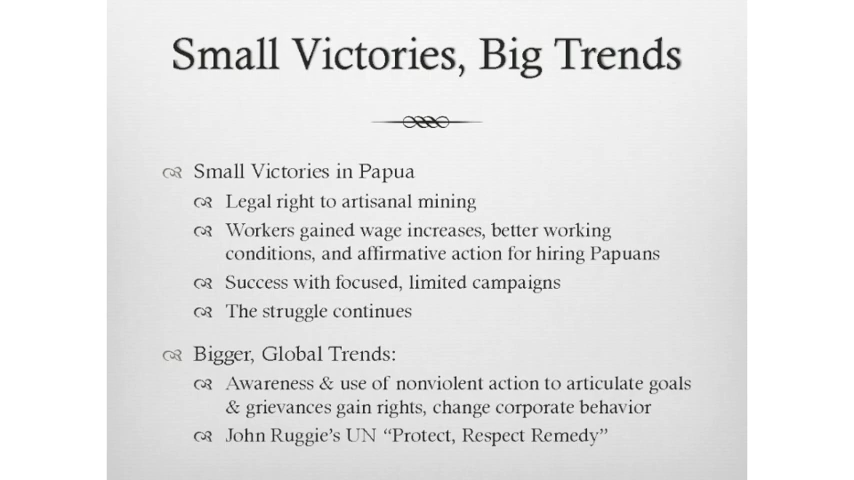 Small Victories, Big Trends
Small Victories in Papua
Legal right to artisanal mining
Workers gained wage increases, better working
conditions, and affirmative action for hiring Papuans
Success with focused, limited campaigns
The struggle continues
Bigger, Global Trends:
Awareness & use of nonviolent action to articulate goals
& grievances gain rights, change corporate behavior
John Ruggie’s UN “Protect, Respect Remedy”